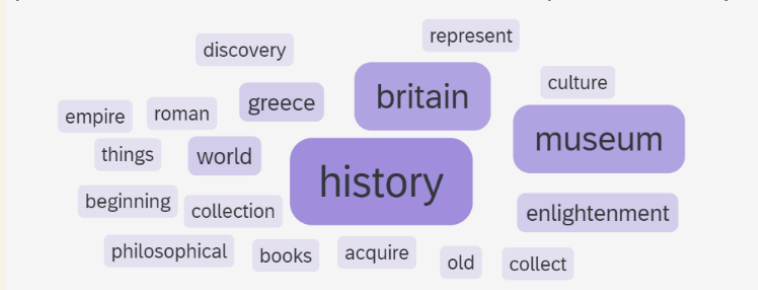 represent
discovery
britain
culture
greece
empire
roman
museum
things
world
history
beginning
collection
enlightenment
philosophical
books
acquire
old
collect